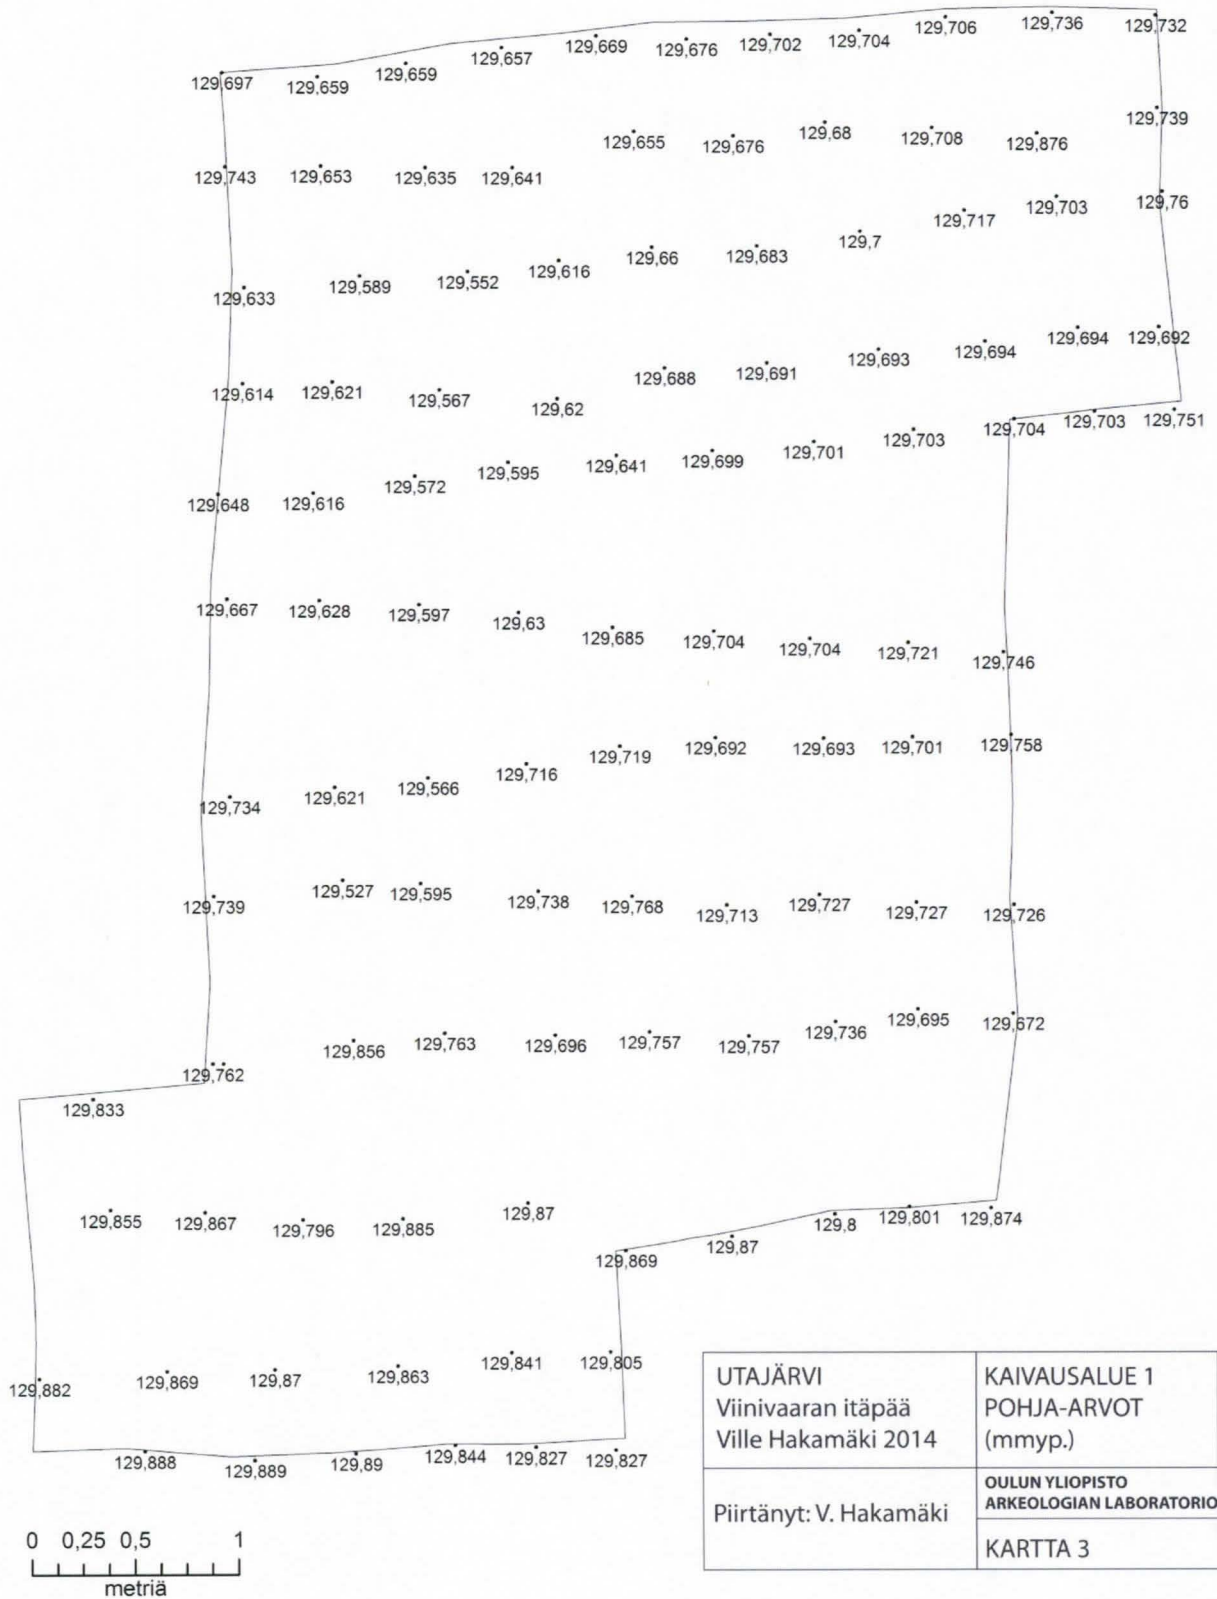 129,697 129,659 129,659 129,657 129,669 129,676 129,702 129,704 129,706 129,736 129,732
129,743 129,653 129,635 129,641 129,655 129,676 129,68 129,708 129,876 129,739
129,633 129,589 129,552 129,616 129,66 129,683 129,7 129,717 129,703 129,76
129,614 129,621 129,567 129,62 129,688 129,691 129,693 129,694 129,694 129,692
129,648 129,616 129,572 129,595 129,641 129,699 129,701 129,703 129,704 129,703 129,751
129,667 129,628 129,597 129,63 129,685 129,704 129,704 129,721 129,746
129,734 129,621 129,566 129,716 129,719 129,692 129,693 129,701 129,758
129,739 129,527 129,595 129,738 129,768 129,713 129,727 129,727 129,726
129,762 129,856 129,763 129,696 129,757 129,757 129,736 129,695 129,672
129,833
129,855 129,867 129,796 129,885 129,87 129,869 129,87 129,8 129,801 129,874
129,882 129,869 129,87 129,863 129,841 129,805
129,888 129,889 129,89 129,844 129,827 129,827
UTAJÄRVI
Viinivaaran itäpää
Ville Hakamäki 2014
KAIVAUSALUE 1
POHJA-ARVOT
(mmyp.)
Piirtänyt: V. Hakamäki
OULUN YLIOPISTO
ARKEOLOGIAN LABORATORIO
KARTTA 3
0 0,25 0,5 1
metriä